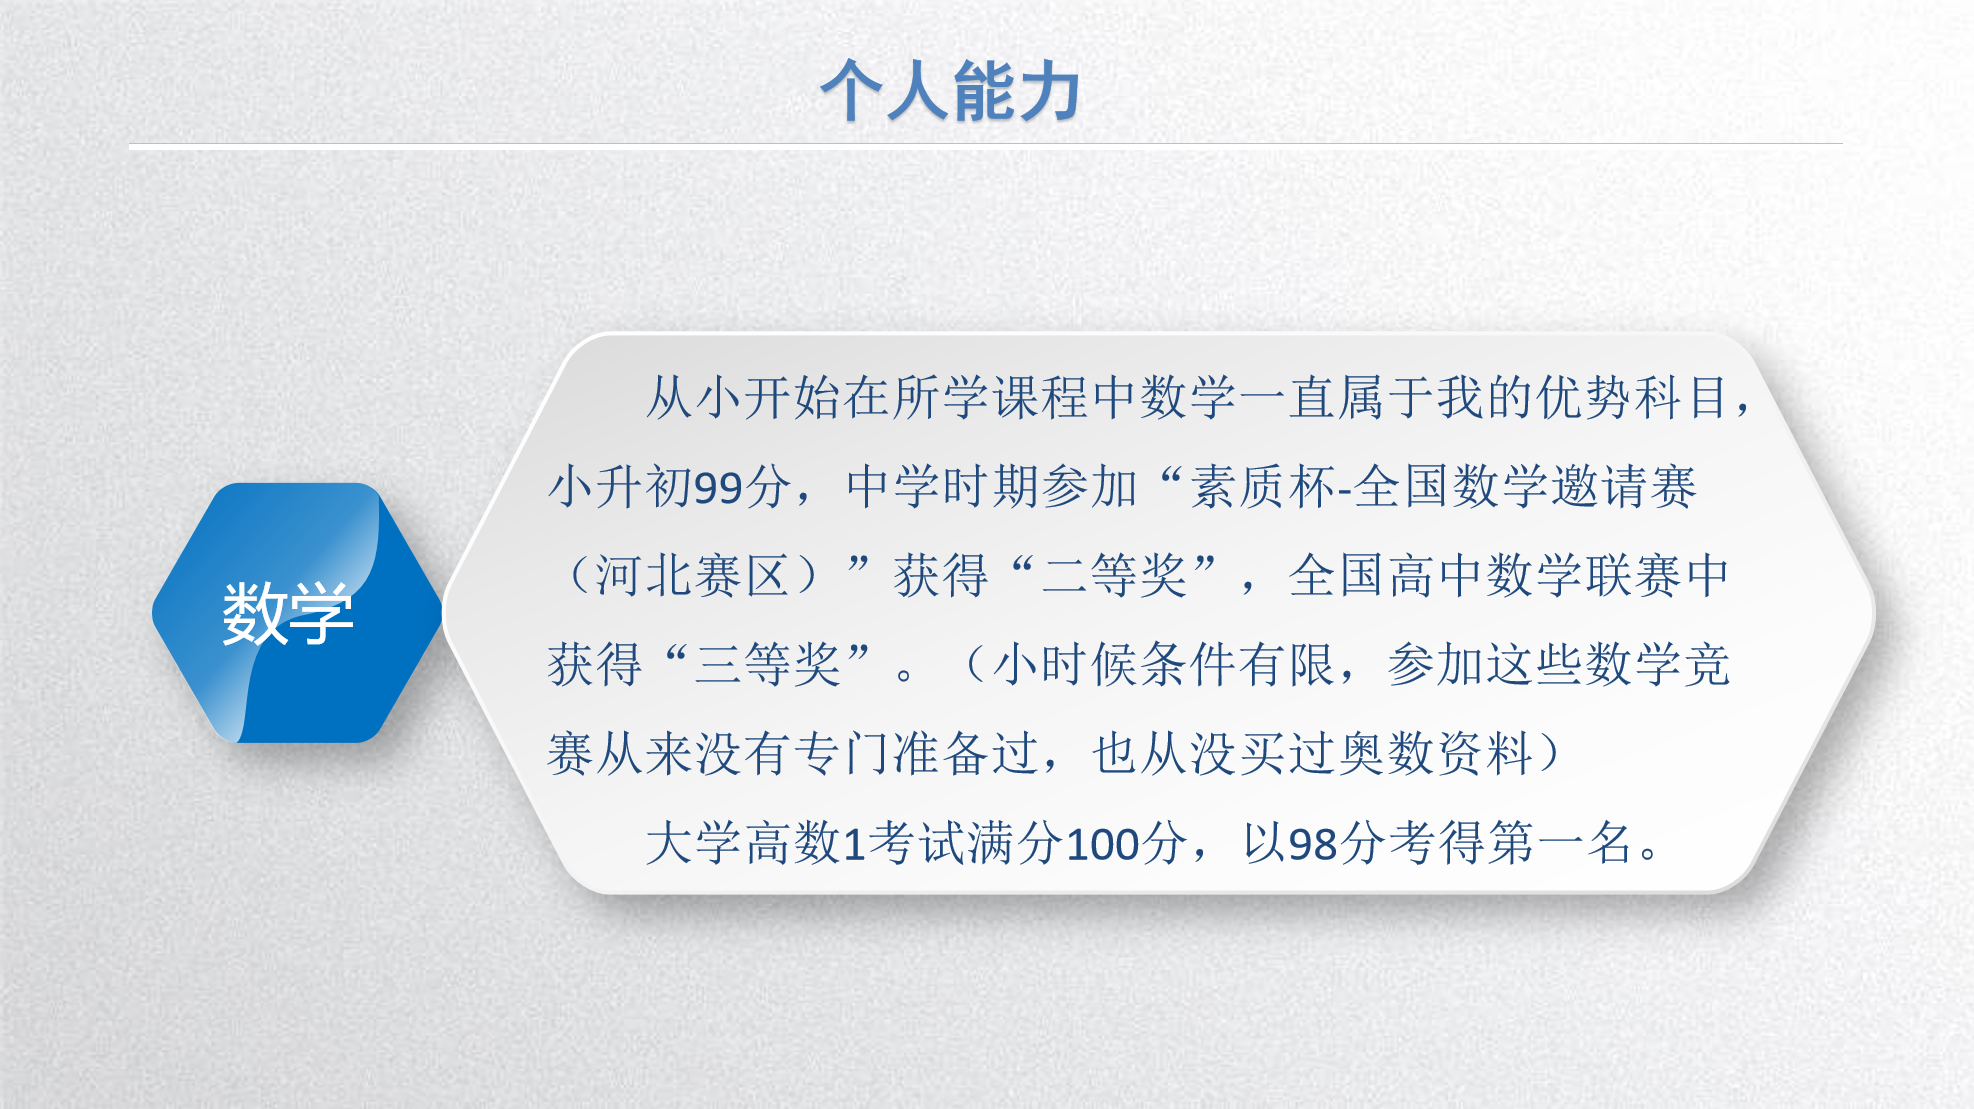 个人能力
数学
从小开始在所学课程中数学一直属于我的优势科目，
小升初99分，中学时期参加“素质杯-全国数学邀请赛
（河北赛区）”获得“二等奖”，全国高中数学联赛中
获得“三等奖”。（小时候条件有限，参加这些数学竞
赛从来没有专门准备过，也从没买过奥数资料）
大学高数1考试满分100分，以98分考得第一名。